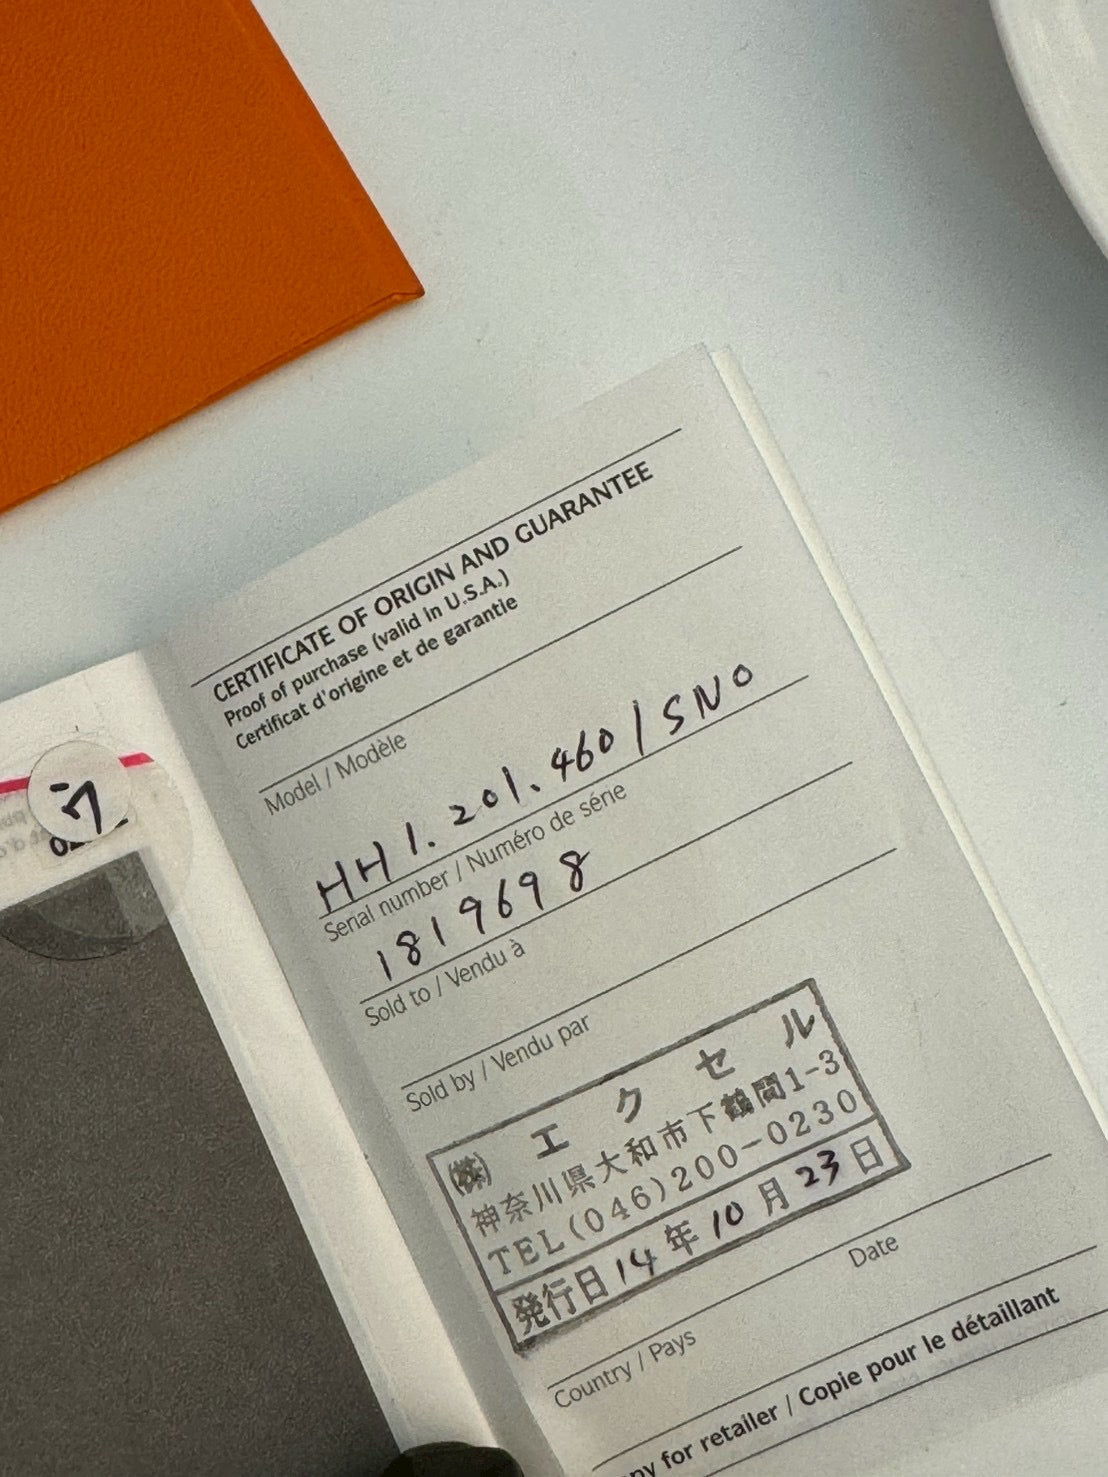 CERTIFICATE OF ORIGIN AND GUARANTEE
Proof of purchase (valid in U.S.A.)
Certificat d'origine et de garantie
Model / Modèle
HH1.201.460/SNO
Serial number / Numéro de série
1819698
Sold to / Vendu à
Sold by / Vendu par
㈱ エクセル
神奈川県大和市下鶴間1-3
TEL(046)200-0230
発行日14年10月23日
Date
Country / Pays
for retailer / Copie pour le détaillant